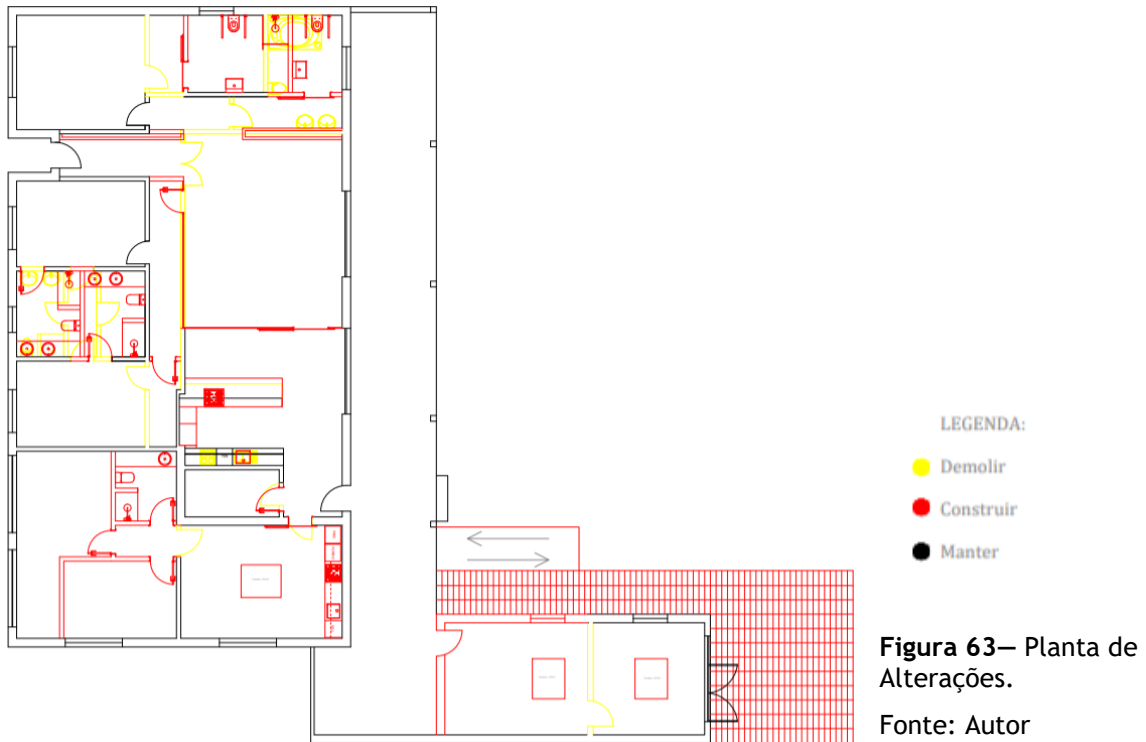 LEGENDA:
Demolir
Construir
Manter
Figura 63— Planta de
Alterações.
Fonte: Autor